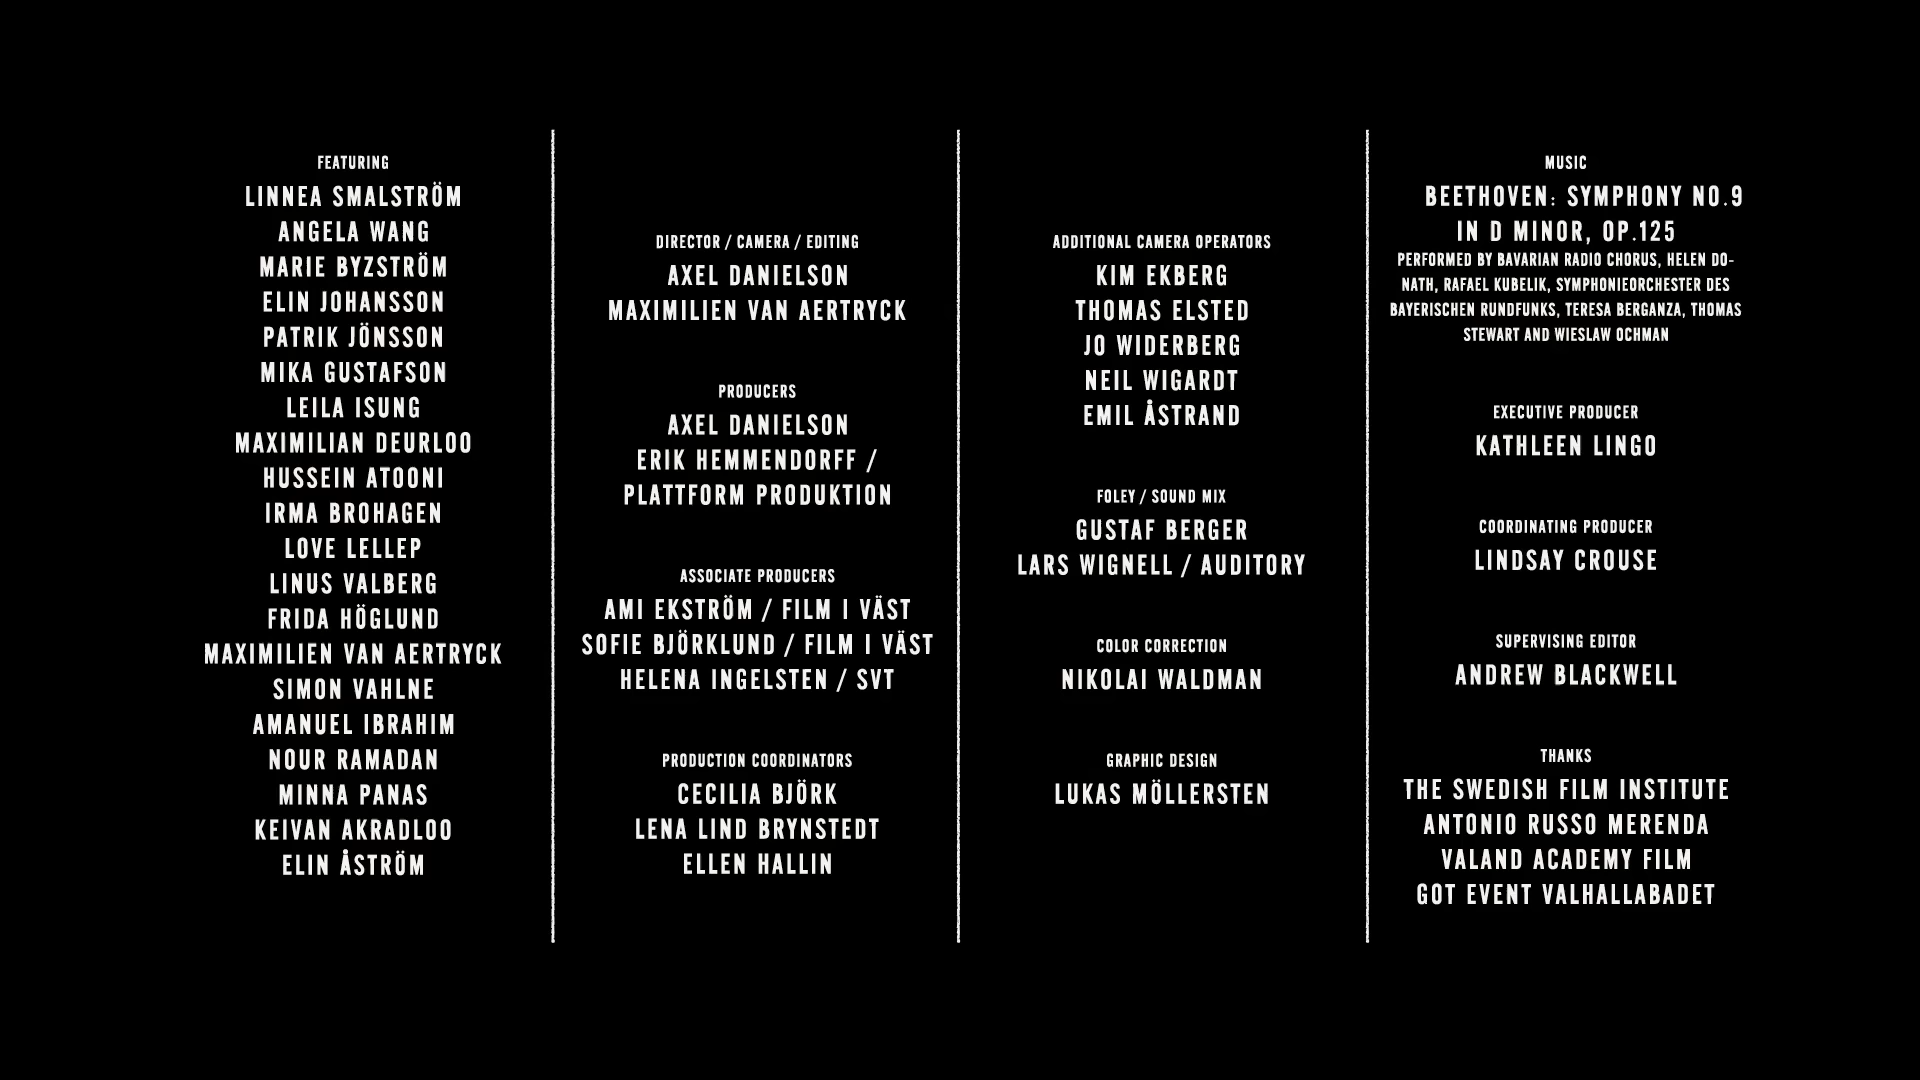 FEATURING
LINNEA SMALSTRÖM
ANGELA WANG
MARIE BYZSTRÖM
ELIN JOHANSSON
PATRIK JÖNSSON
MIKA GUSTAFSON
LEILA ISUNG
MAXIMILIAN DEURLOO
HUSSEIN ATOONI
IRMA BROHAGEN
LOVE LELLEP
LINUS VALBERG
FRIDA HÖGLUND
MAXIMILIEN VAN AERTRYCK
SIMON VAHLNE
AMANUEL IBRAHIM
NOUR RAMADAN
MINNA PANAS
KEIVAN AKRADLOO
ELIN ÅSTRÖM
DIRECTOR / CAMERA / EDITING
AXEL DANIELSON
MAXIMILIEN VAN AERTRYCK
PRODUCERS
AXEL DANIELSON
ERIK HEMMENDORFF /
PLATTFORM PRODUKTION
ASSOCIATE PRODUCERS
AMI EKSTRÖM / FILM I VÄST
SOFIE BJÖRKLUND / FILM I VÄST
HELENA INGELSTEN / SVT
PRODUCTION COORDINATORS
CECILIA BJÖRK
LENA LIND BRYNSTEDT
ELLEN HALLIN
ADDITIONAL CAMERA OPERATORS
KIM EKBERG
THOMAS ELSTED
JO WIDERBERG
NEIL WIGARDT
EMIL ÅSTRAND
FOLEY / SOUND MIX
GUSTAF BERGER
LARS WIGNELL / AUDITORY
COLOR CORRECTION
NIKOLAI WALDMAN
GRAPHIC DESIGN
LUKAS MÖLLERSTEN
MUSIC
BEETHOVEN: SYMPHONY NO.9
IN D MINOR, OP.125
PERFORMED BY BAVARIAN RADIO CHORUS, HELEN DO-
NATH, RAFAEL KUBELIK, SYMPHONIEORCHESTER DES
BAYERISCHEN RUNDFUNKS, TERESA BERGANZA, THOMAS
STEWART AND WIESLAW OCHMAN
EXECUTIVE PRODUCER
KATHLEEN LINGO
COORDINATING PRODUCER
LINDSAY CROUSE
SUPERVISING EDITOR
ANDREW BLACKWELL
THANKS
THE SWEDISH FILM INSTITUTE
ANTONIO RUSSO MERENDA
VALAND ACADEMY FILM
GOT EVENT VALHALLABADET